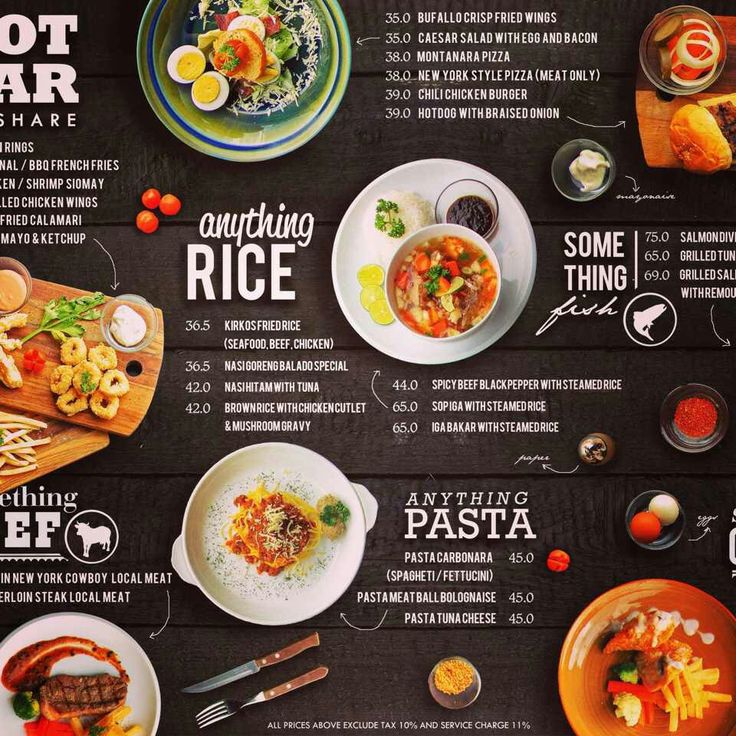 OT
AR
SHARE
RINGS
NAL / BBQ FRENCH FRIES
KEN / SHRIMP SIOMAY
LLED CHICKEN WINGS
FRIED CALAMARI
MAYO & KETCHUP
35.0 BUFALLO CRISP FRIED WINGS
35.0 CAESAR SALAD WITH EGG AND BACON
38.0 MONTANARA PIZZA
38.0 NEW YORK STYLE PIZZA (MEAT ONLY)
39.0 CHILI CHICKEN BURGER
39.0 HOTDOG WITH BRAISED ONION
mayonaise
anything
RICE
36.5 KIRKOS FRIED RICE
(SEAFOOD, BEEF, CHICKEN)
36.5 NASI GORENG BALADO SPECIAL
42.0 NASI HITAM WITH TUNA
42.0 BROWN RICE WITH CHICKEN CUTLET
& MUSHROOM GRAVY
44.0 SPICY BEEF BLACKPEPPER WITH STEAMED RICE
65.0 SOP IGA WITH STEAMED RICE
65.0 IGA BAKAR WITH STEAMED RICE
SOME
THING
fish
75.0 SALMON DIV
65.0 GRILLED TUN
69.0 GRILLED SAL
WITH REMOU
paper
eggs
ething
EF
IN NEW YORK COWBOY LOCAL MEAT
ERLOIN STEAK LOCAL MEAT
ANYTHING
PASTA
PASTA CARBONARA 45.0
(SPAGHETI / FETTUCINI)
PASTA MEAT BALL BOLOGNAISE 45.0
PASTA TUNA CHEESE 45.0
ALL PRICES ABOVE EXCLUDE TAX 10% AND SERVICE CHARGE 11%